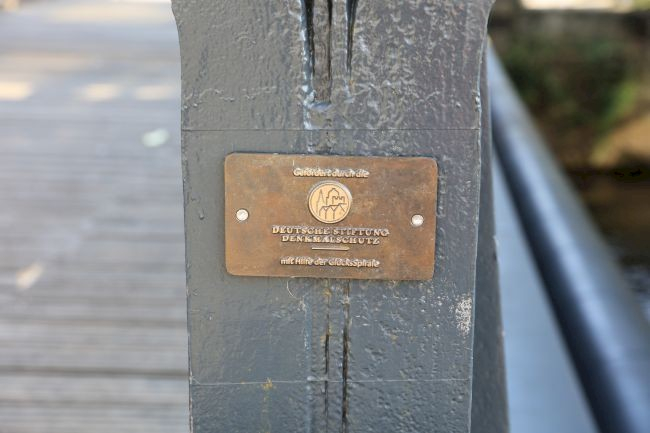 Gefördert durch die
DEUTSCHE STIFTUNG
DENKMALSCHUTZ
mit Hilfe der GlücksSpirale